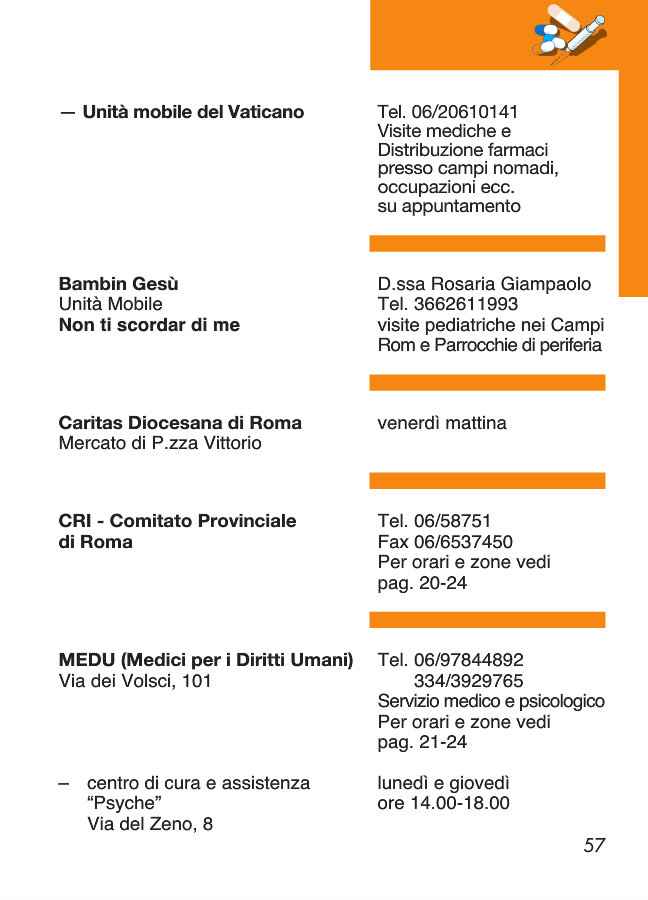 — Unità mobile del Vaticano
Tel. 06/20610141
Visite mediche e
Distribuzione farmaci
presso campi nomadi,
occupazioni ecc.
su appuntamento
Bambin Gesù
Unità Mobile
Non ti scordar di me
D.ssa Rosaria Giampaolo
Tel. 3662611993
visite pediatriche nei Campi
Rom e Parrocchie di periferia
Caritas Diocesana di Roma
Mercato di P.zza Vittorio
venerdì mattina
CRI - Comitato Provinciale
di Roma
Tel. 06/58751
Fax 06/6537450
Per orari e zone vedi
pag. 20-24
MEDU (Medici per i Diritti Umani)
Via dei Volsci, 101
Tel. 06/97844892
334/3929765
Servizio medico e psicologico
Per orari e zone vedi
pag. 21-24
– centro di cura e assistenza
“Psyche”
Via del Zeno, 8
lunedì e giovedì
ore 14.00-18.00
57